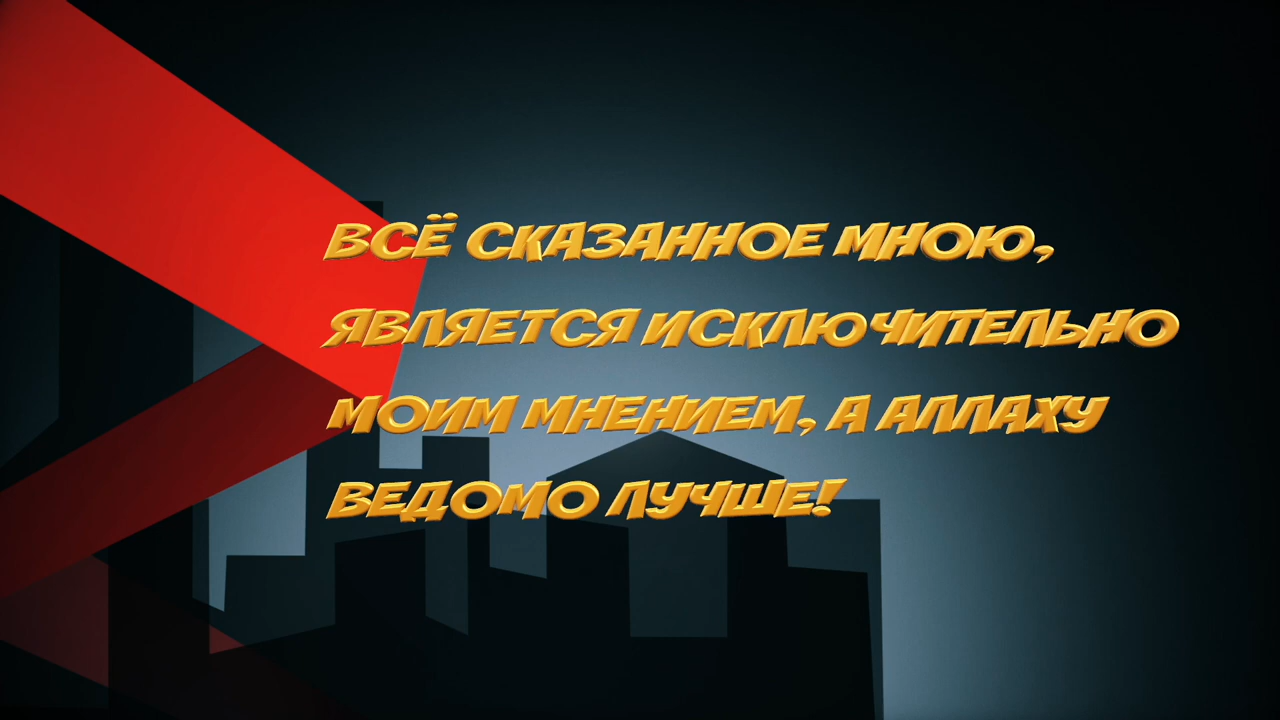 ВСЁ СКАЗАННОЕ МНОЮ,
ЯВЛЯЕТСЯ ИСКЛЮЧИТЕЛЬНО
МОИМ МНЕНИЕМ, А АЛЛАХУ
ВЕДОМО ЛУЧШЕ!